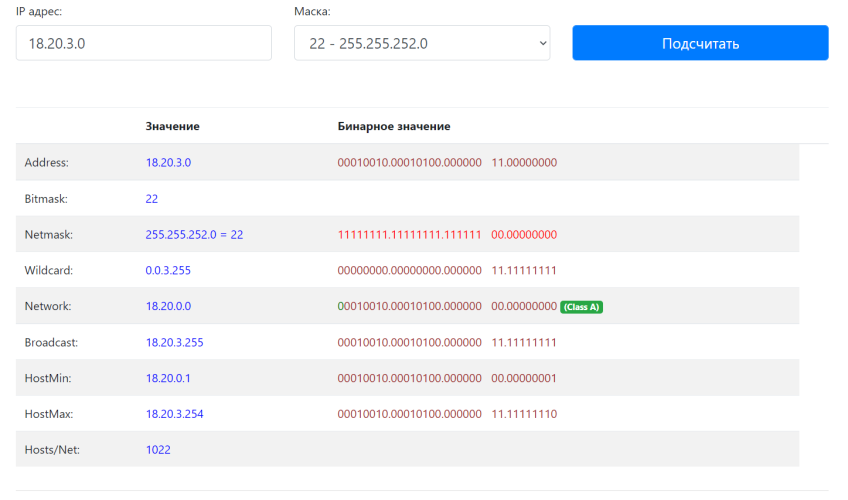 IP адрес: Маска:
18.20.3.0 22 - 255.255.252.0 Подсчитать
Значение Бинарное значение
Address: 18.20.3.0 00010010.00010100.000000 11.00000000
Bitmask: 22
Netmask: 255.255.252.0 = 22 11111111.11111111.111111 00.00000000
Wildcard: 0.0.3.255 00000000.00000000.000000 11.11111111
Network: 18.20.0.0 00010010.00010100.000000 00.00000000 (Class A)
Broadcast: 18.20.3.255 00010010.00010100.000000 11.11111111
HostMin: 18.20.0.1 00010010.00010100.000000 00.00000001
HostMax: 18.20.3.254 00010010.00010100.000000 11.11111110
Hosts/Net: 1022